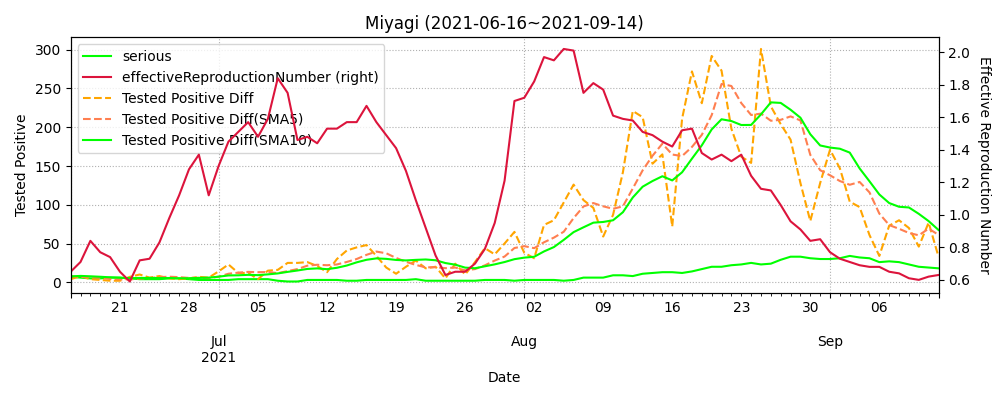 Miyagi (2021-06-16~2021-09-14)
serious
effectiveReproductionNumber (right)
Tested Positive Diff
Tested Positive Diff(SMA5)
Tested Positive Diff(SMA10)
Tested Positive
300
250
200
150
100
50
0
Effective Reproduction Number
2.0
1.8
1.6
1.4
1.2
1.0
0.8
0.6
21 28 05 12 19 26 02 09 16 23 30 06
Jul Aug Sep
2021
Date